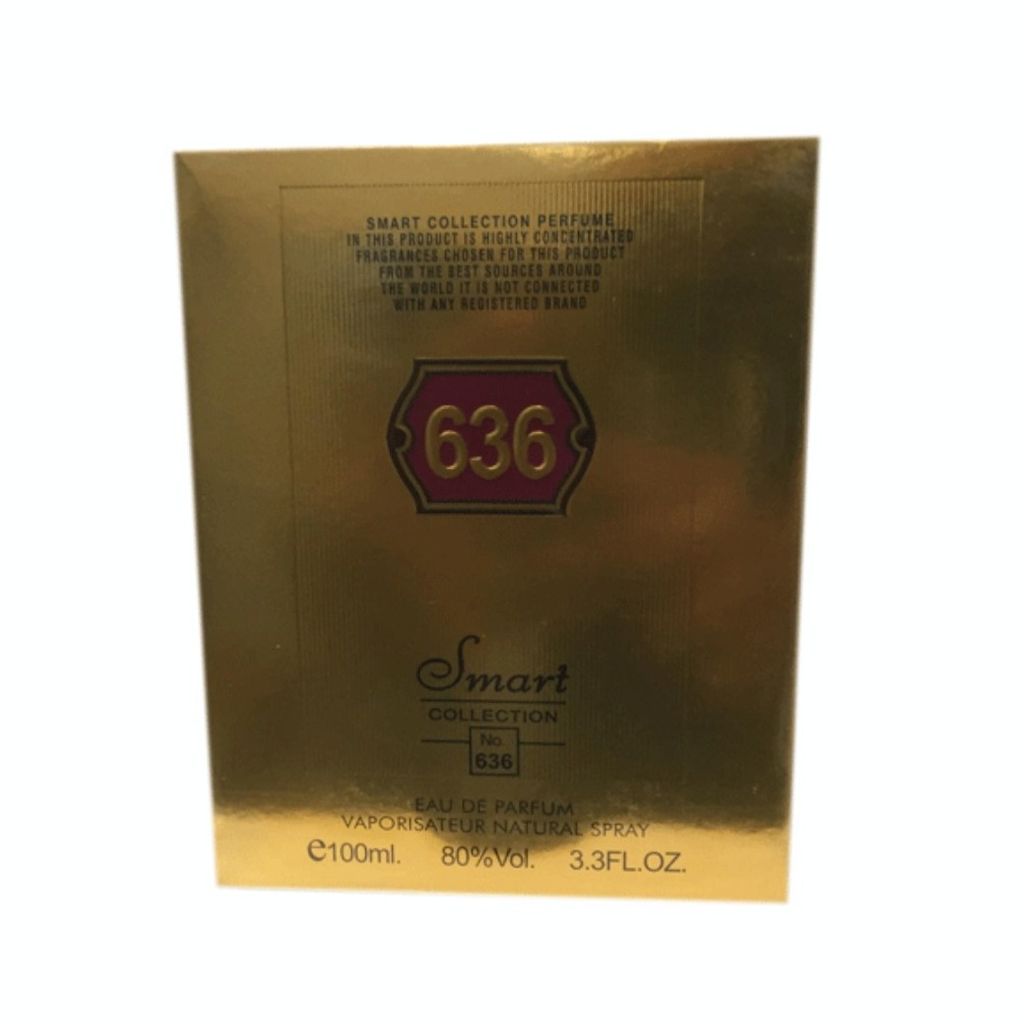 SMART COLLECTION PERFUME
IN THIS PRODUCT IS HIGHLY CONCENTRATED
FRAGRANCES CHOSEN FOR THIS PRODUCT
FROM THE BEST SOURCES AROUND
THE WORLD IT IS NOT CONNECTED
WITH ANY REGISTERED BRAND
636
Smart
COLLECTION
No.
636
EAU DE PARFUM
VAPORISATEUR NATURAL SPRAY
e100ml. 80%Vol. 3.3FL.OZ.